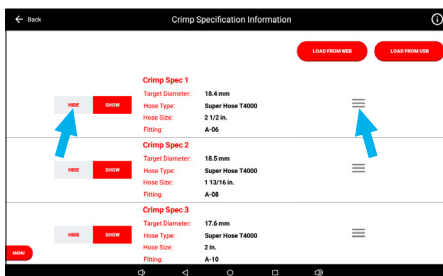 Back
Crimp Specification Information
LOAD FROM WEB
LOAD FROM USB
Crimp Spec 1
Target Diameter: 18.4 mm
HIDE SHOW
Hose Type: Super Hose T4000
Hose Size: 2 1/2 in.
Fitting: A-06
Crimp Spec 2
Target Diameter: 18.5 mm
HIDE SHOW
Hose Type: Super Hose T4000
Hose Size: 1 13/16 in.
Fitting: A-08
Crimp Spec 3
Target Diameter: 17.6 mm
HIDE SHOW
Hose Type: Super Hose T4000
Hose Size: 2 in.
Fitting: A-10
MENU